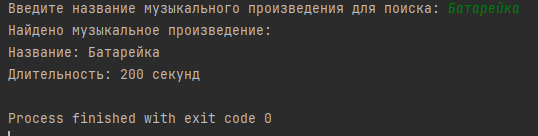 Введите название музыкального произведения для поиска: Батарейка
Найдено музыкальное произведение:
Название: Батарейка
Длительность: 200 секунд
Process finished with exit code 0